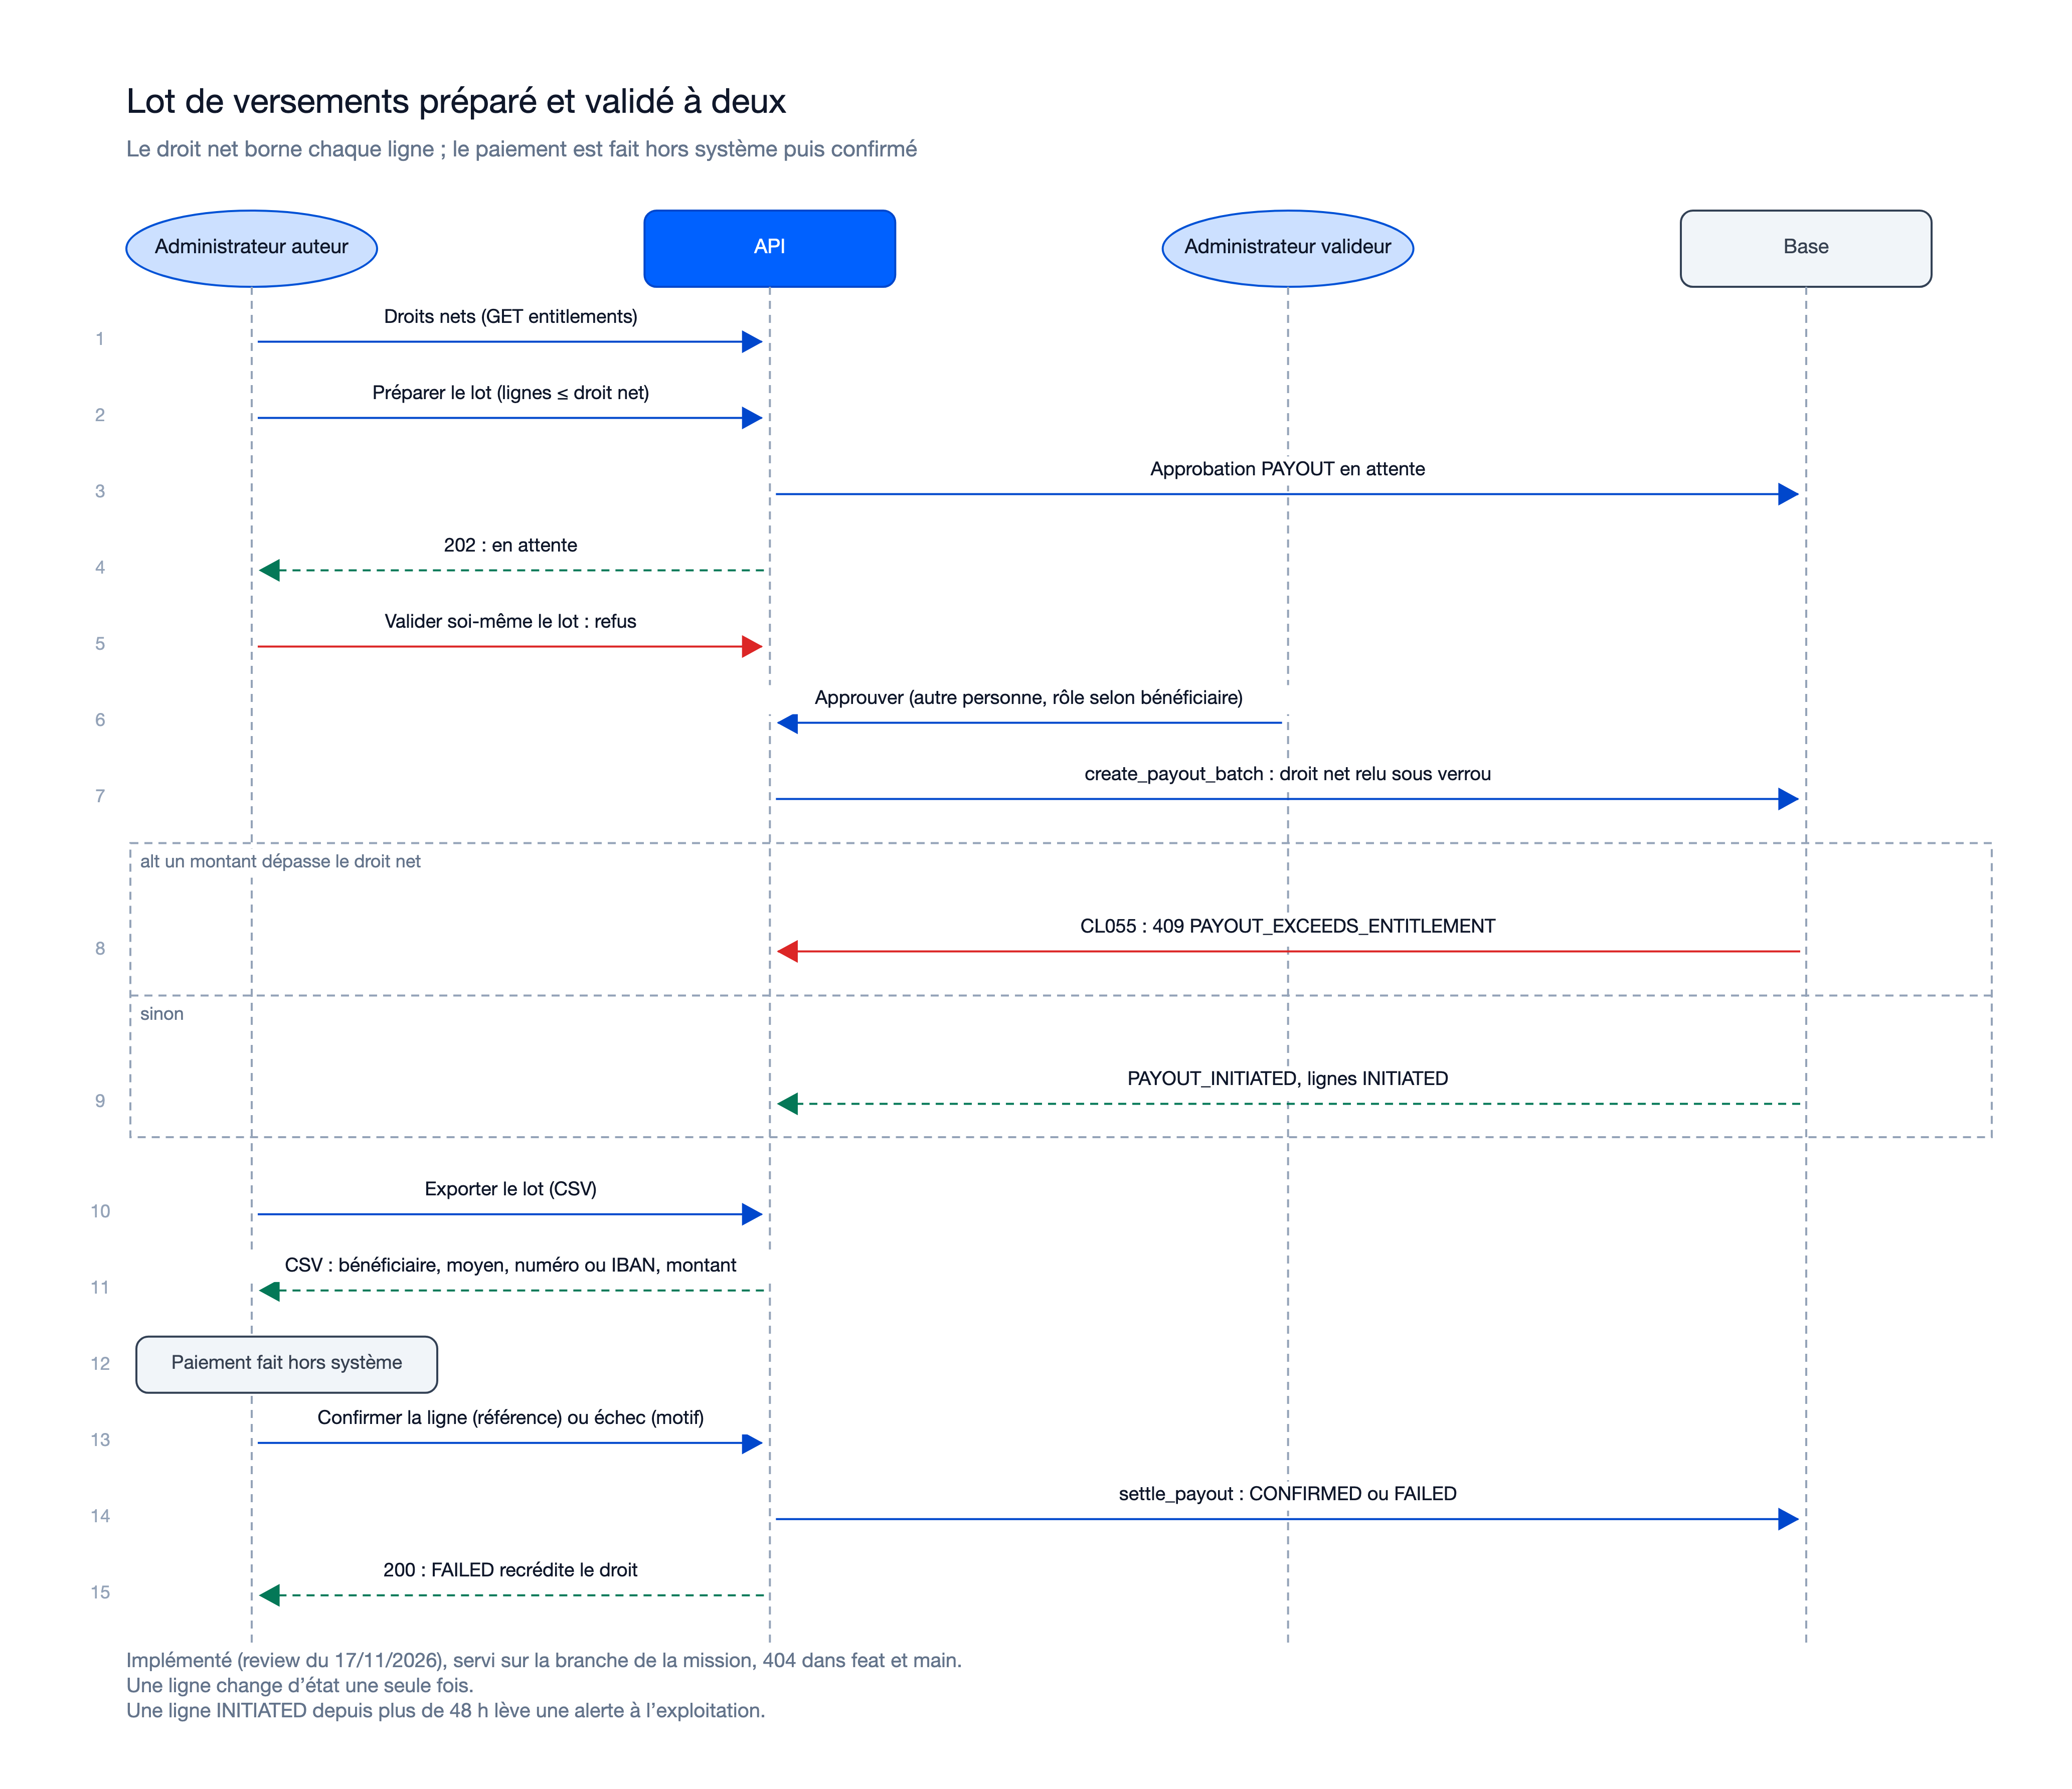 Lot de versements préparé et validé à deux
Le droit net borne chaque ligne ; le paiement est fait hors système puis confirmé
Administrateur auteur
API
Administrateur valideur
Base
1
Droits nets (GET entitlements)
2
Préparer le lot (lignes ≤ droit net)
3
Approbation PAYOUT en attente
4
202 : en attente
5
Valider soi-même le lot : refus
6
Approuver (autre personne, rôle selon bénéficiaire)
7
create_payout_batch : droit net relu sous verrou
alt un montant dépasse le droit net
8
CL055 : 409 PAYOUT_EXCEEDS_ENTITLEMENT
sinon
9
PAYOUT_INITIATED, lignes INITIATED
10
Exporter le lot (CSV)
11
CSV : bénéficiaire, moyen, numéro ou IBAN, montant
12
Paiement fait hors système
13
Confirmer la ligne (référence) ou échec (motif)
14
settle_payout : CONFIRMED ou FAILED
15
200 : FAILED recrédite le droit
Implémenté (review du 17/11/2026), servi sur la branche de la mission, 404 dans feat et main.
Une ligne change d’état une seule fois.
Une ligne INITIATED depuis plus de 48 h lève une alerte à l’exploitation.